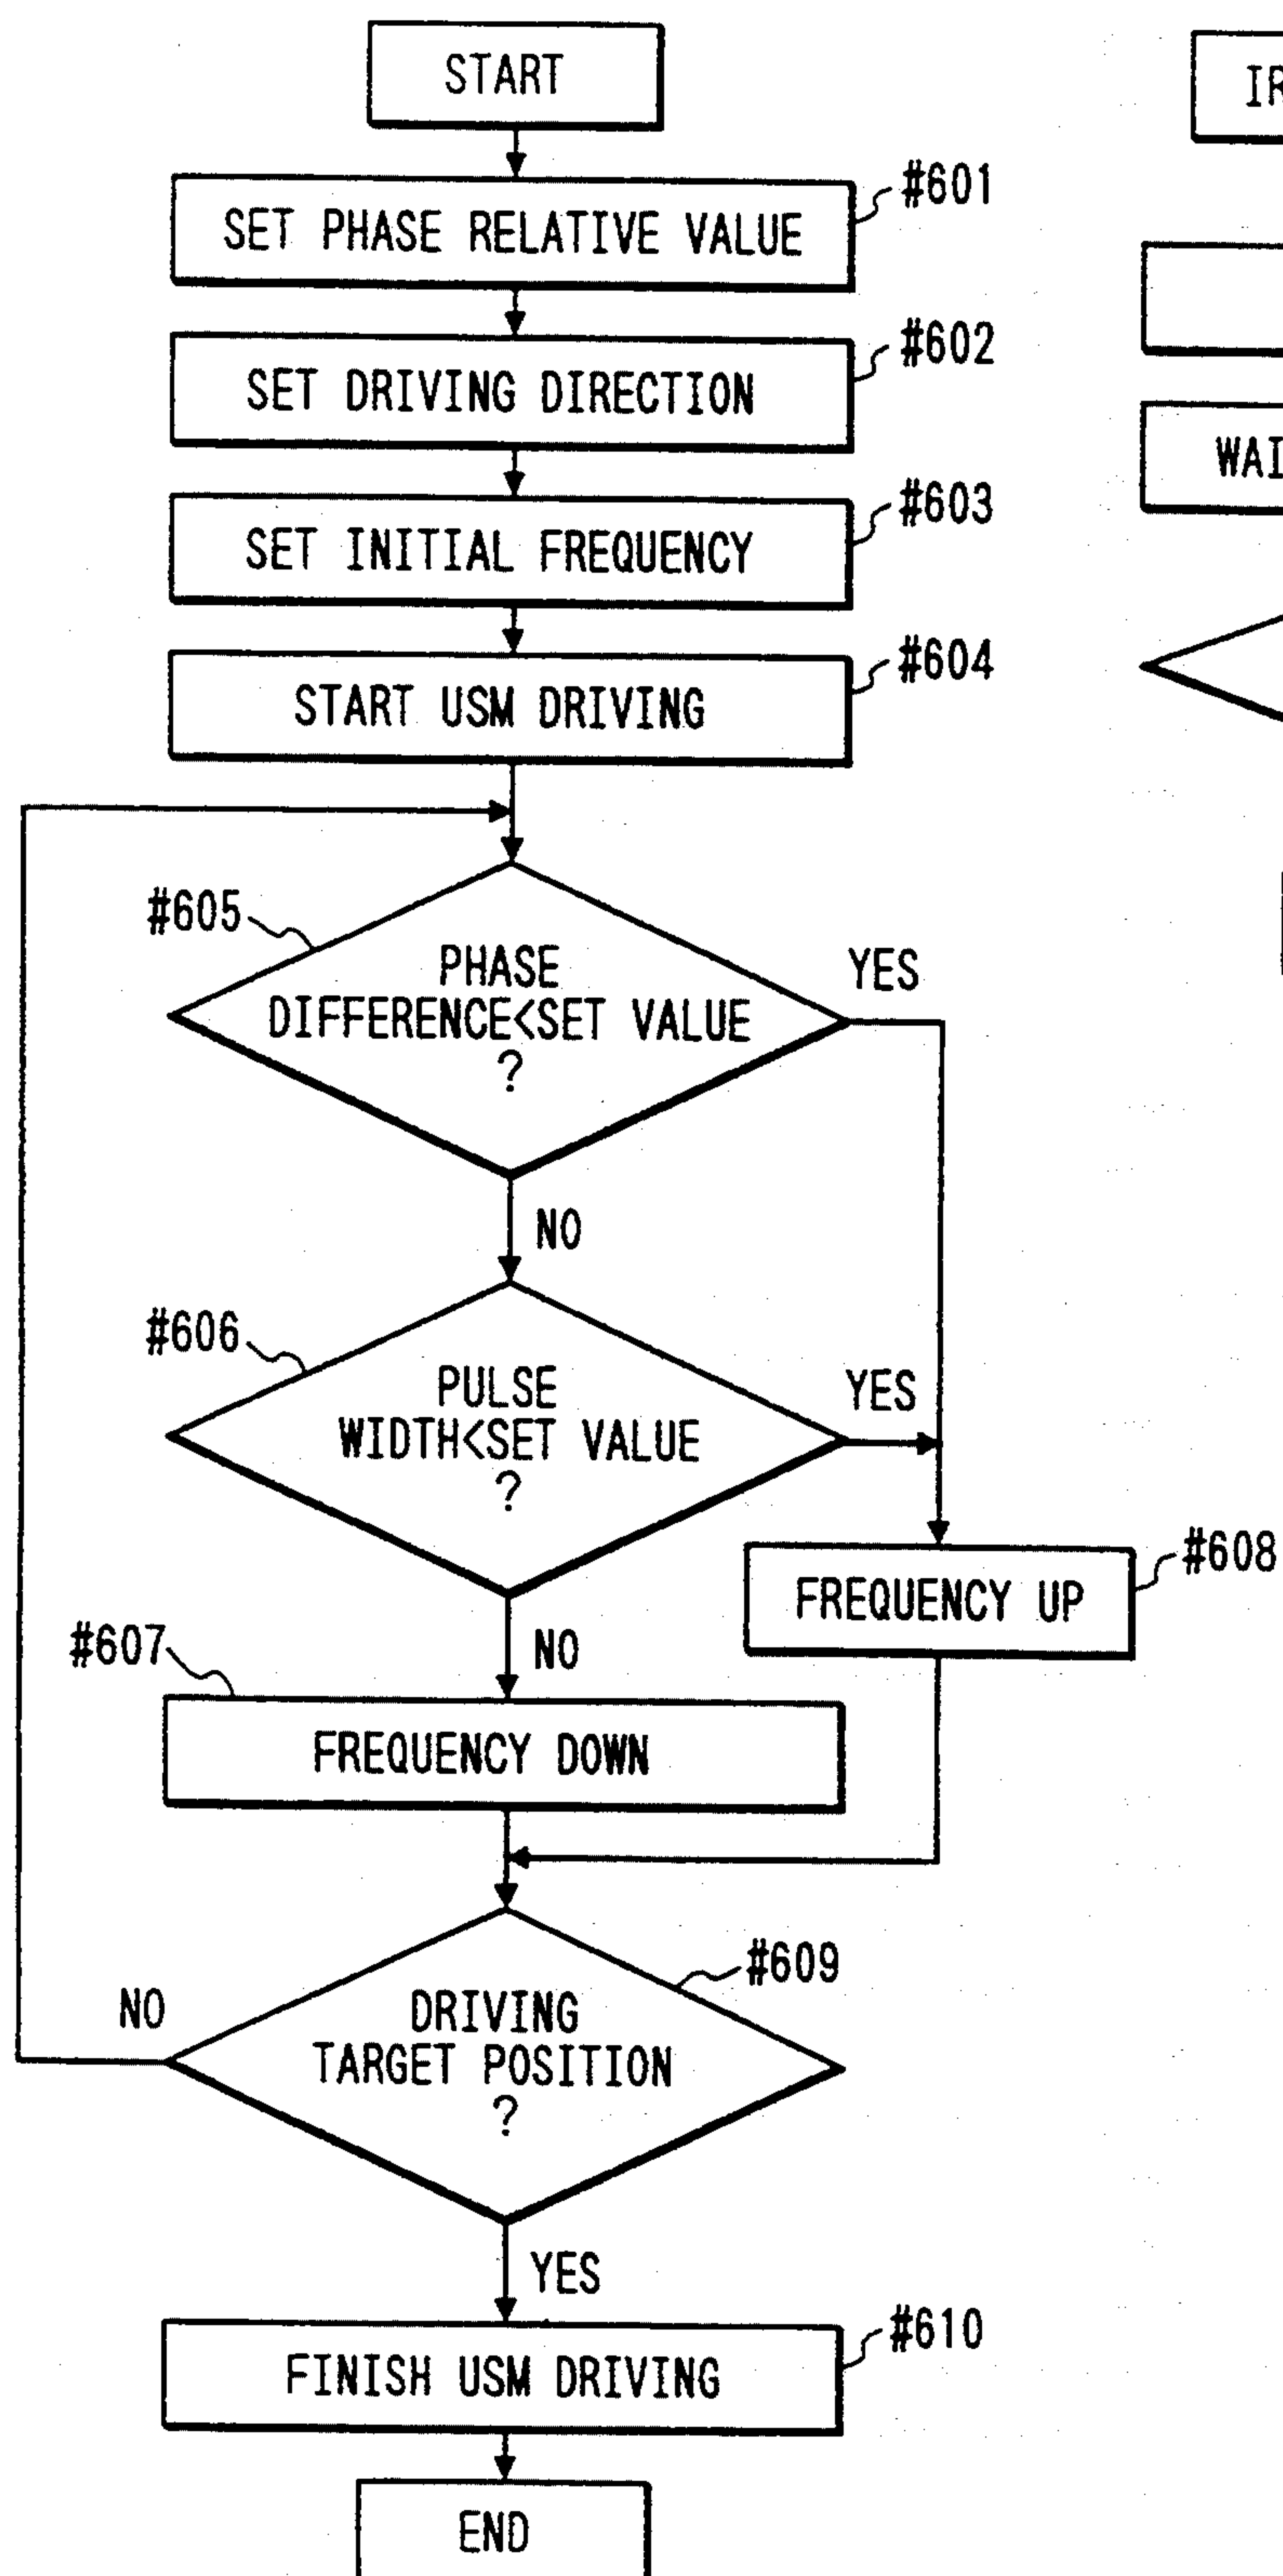 START
#601
SET PHASE RELATIVE VALUE
#602
SET DRIVING DIRECTION
#603
SET INITIAL FREQUENCY
#604
START USM DRIVING
#605
PHASE
DIFFERENCE<SET VALUE
?
YES
NO
#606
PULSE
WIDTH<SET VALUE
?
YES
NO
#608
FREQUENCY UP
#607
FREQUENCY DOWN
#609
DRIVING
TARGET POSITION
?
NO
YES
#610
FINISH USM DRIVING
END